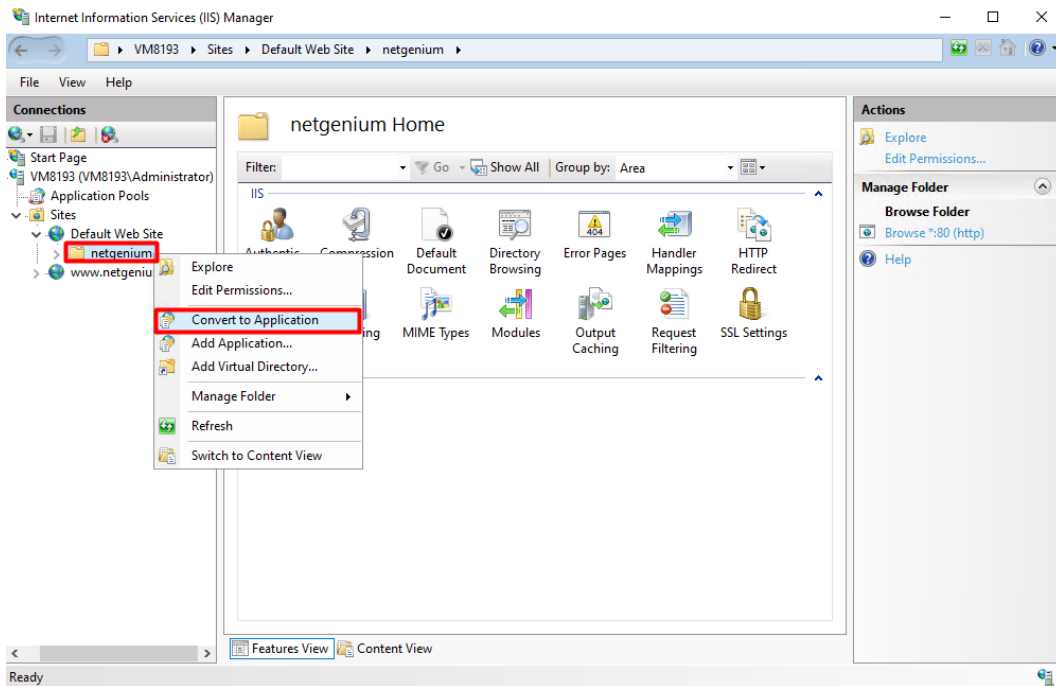 Internet Information Services (IIS) Manager
VM8193 Sites Default Web Site netgenium
File View Help
Connections
Start Page
VM8193 (VM8193\Administrator)
Application Pools
Sites
Default Web Site
netgenium
www.netgeniu
Explore
Edit Permissions...
Convert to Application
Add Application...
Add Virtual Directory...
Manage Folder
Refresh
Switch to Content View
netgenium Home
Filter: Go Show All Group by: Area
IIS
Compression
Default Document
Directory Browsing
Error Pages
Handler Mappings
HTTP Redirect
MIME Types
Modules
Output Caching
Request Filtering
SSL Settings
404
Features View Content View
Actions
Explore
Edit Permissions...
Manage Folder
Browse Folder
Browse *:80 (http)
Help
Ready